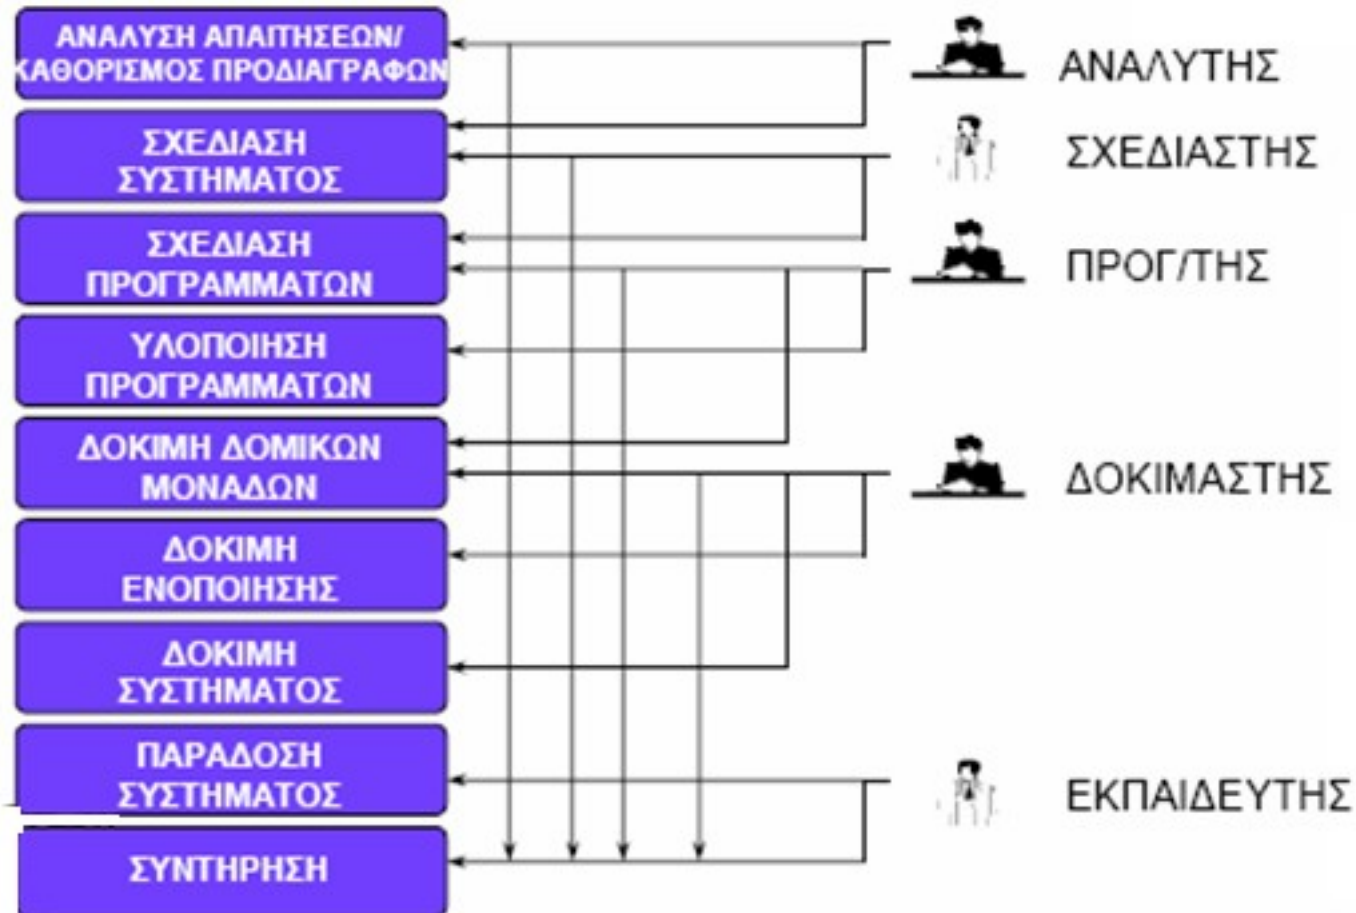 ΑΝΑΛΥΣΗ ΑΠΑΙΤΗΣΕΩΝ/
ΚΑΘΟΡΙΣΜΟΣ ΠΡΟΔΙΑΓΡΑΦΩΝ
ΣΧΕΔΙΑΣΗ
ΣΥΣΤΗΜΑΤΟΣ
ΣΧΕΔΙΑΣΗ
ΠΡΟΓΡΑΜΜΑΤΩΝ
ΥΛΟΠΟΙΗΣΗ
ΠΡΟΓΡΑΜΜΑΤΩΝ
ΔΟΚΙΜΗ ΔΟΜΙΚΩΝ
ΜΟΝΑΔΩΝ
ΔΟΚΙΜΗ
ΕΝΟΠΟΙΗΣΗΣ
ΔΟΚΙΜΗ
ΣΥΣΤΗΜΑΤΟΣ
ΠΑΡΑΔΟΣΗ
ΣΥΣΤΗΜΑΤΟΣ
ΣΥΝΤΗΡΗΣΗ
ΑΝΑΛΥΤΗΣ
ΣΧΕΔΙΑΣΤΗΣ
ΠΡΟΓ/ΤΗΣ
ΔΟΚΙΜΑΣΤΗΣ
ΕΚΠΑΙΔΕΥΤΗΣ